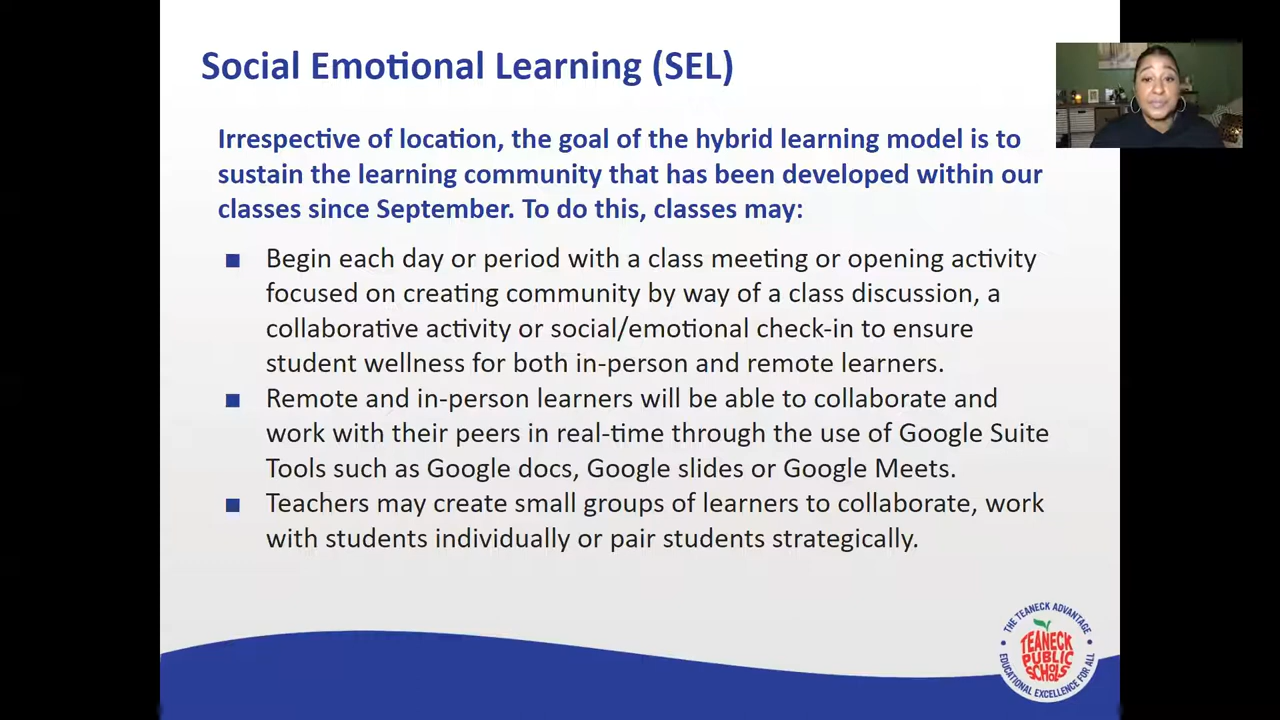 Social Emotional Learning (SEL)
Irrespective of location, the goal of the hybrid learning model is to
sustain the learning community that has been developed within our
classes since September. To do this, classes may:
Begin each day or period with a class meeting or opening activity
focused on creating community by way of a class discussion, a
collaborative activity or social/emotional check-in to ensure
student wellness for both in-person and remote learners.
Remote and in-person learners will be able to collaborate and
work with their peers in real-time through the use of Google Suite
Tools such as Google docs, Google slides or Google Meets.
Teachers may create small groups of learners to collaborate, work
with students individually or pair students strategically.
THE TEANECK ADVANTAGE
TEANECK
PUBLIC
SCHOOLS
EDUCATIONAL EXCELLENCE FOR ALL